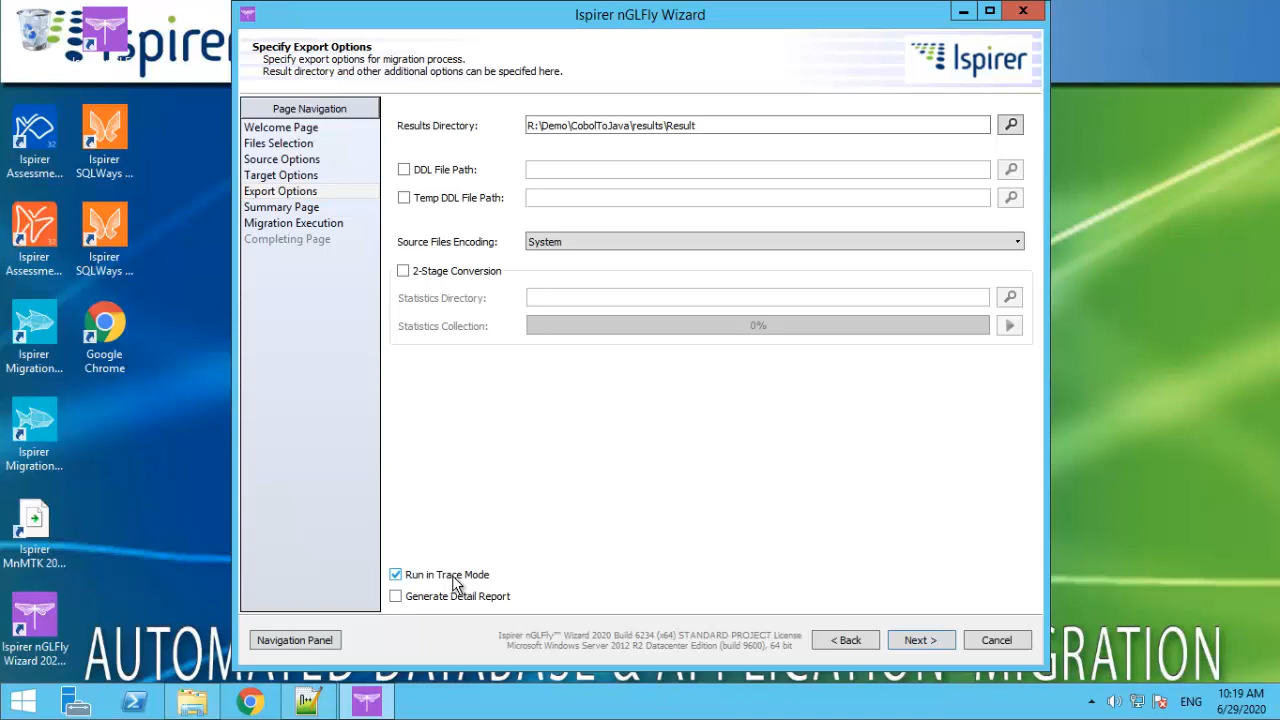 Ispirer
Ispirer nGLFly Wizard
Specify Export Options
Specify export options for migration process.
Result directory and other additional options can be specifed here.
Ispirer
Page Navigation
Welcome Page
Files Selection
Source Options
Target Options
Export Options
Summary Page
Migration Execution
Completing Page
Results Directory:
R:\Demo\CobolToJava\results\Result
DDL File Path:
Temp DDL File Path:
Source Files Encoding:
System
2-Stage Conversion
Statistics Directory:
Statistics Collection:
0%
Run in Trace Mode
Generate Detail Report
Navigation Panel
Ispirer nGLFly™ Wizard 2020 Build 6234 (x64) STANDARD PROJECT License
Microsoft Windows Server 2012 R2 Datacenter Edition (build 9600), 64 bit
< Back
Next >
Cancel
32
Ispirer
Assessme...
Ispirer
SQLWays ...
32
Ispirer
Assessme...
Ispirer
SQLWays ...
Ispirer
Migration...
Google
Chrome
Ispirer
Migration...
Ispirer
MnMTK 20...
Ispirer nGLFly
Wizard 202...
AUTOMATED DATABASE & APPLICATION MIGRATION
ENG
10:19 AM
6/29/2020